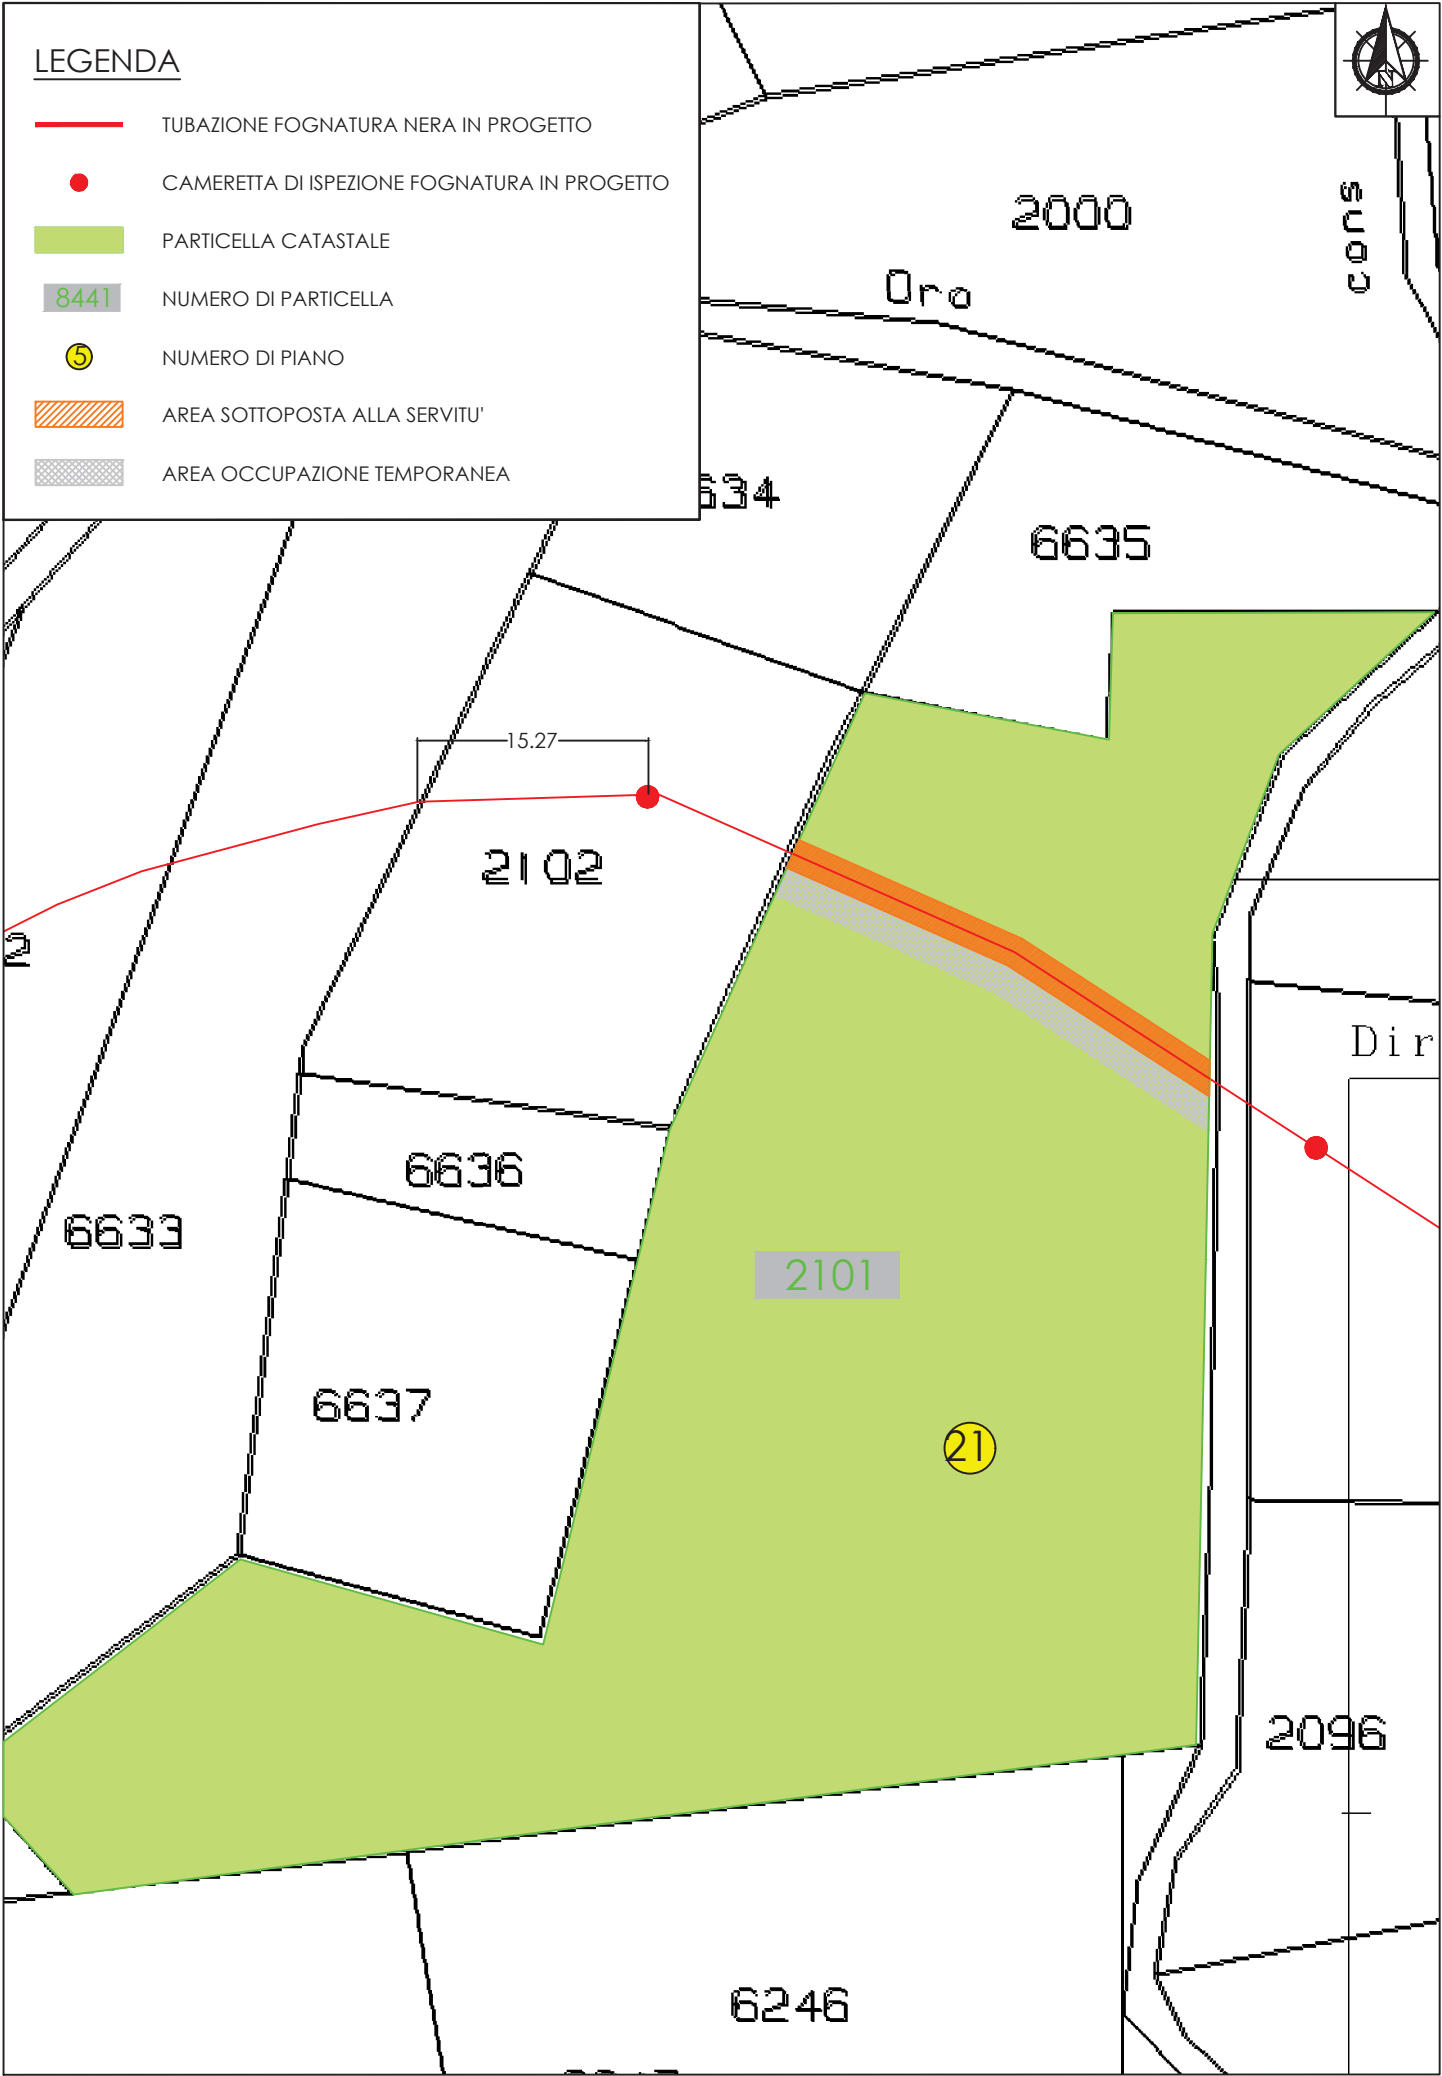 LEGENDA
TUBAZIONE FOGNATURA NERA IN PROGETTO
CAMERETTA DI ISPEZIONE FOGNATURA IN PROGETTO
PARTICELLA CATASTALE
8441 NUMERO DI PARTICELLA
5 NUMERO DI PIANO
AREA SOTTOPOSTA ALLA SERVITU'
AREA OCCUPAZIONE TEMPORANEA
N
2000
cons
Oro
634
6635
15.27
2102
2
Dir
6636
6633
2101
6637
21
2096
6246